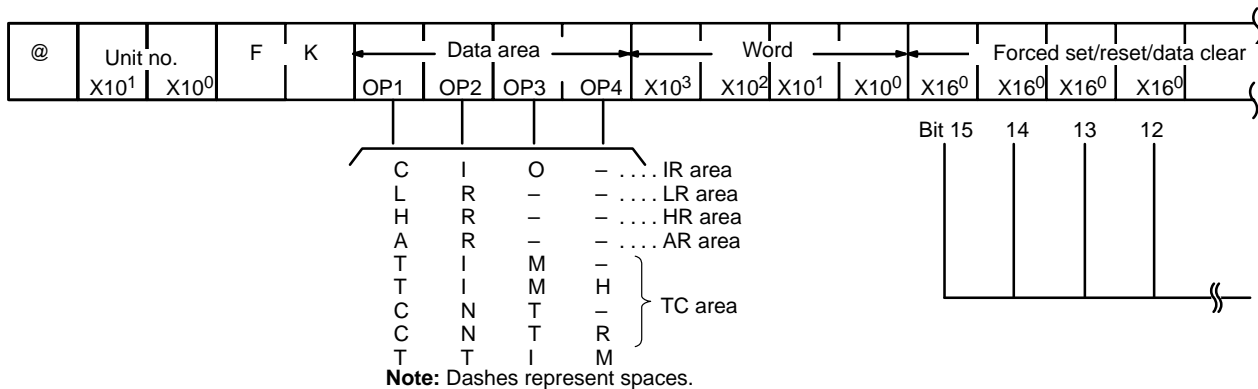 @ Unit no. F K Data area Word Forced set/reset/data clear
X10¹ X10⁰ OP1 OP2 OP3 OP4 X10³ X10² X10¹ X10⁰ X16⁰ X16⁰ X16⁰ X16⁰
Bit 15 14 13 12
C I O – . . . . IR area
L R – – . . . . LR area
H R – – . . . . HR area
A R – – . . . . AR area
T I M –
T I M H
C N T – TC area
C N T R
T T I M
Note: Dashes represent spaces.